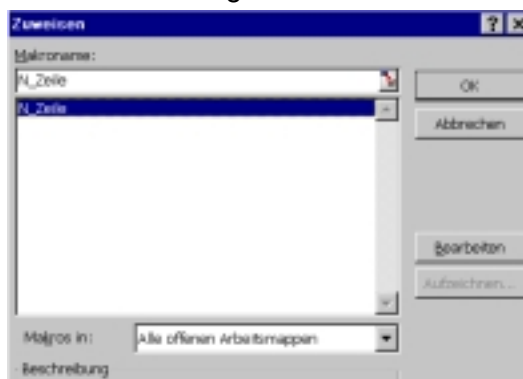 Zuweisen
Makroname:
N_Zeile
OK
N_Zeile
Abbrechen
Bearbeiten
Aufzeichnen...
Makros in:
Alle offenen Arbeitsmappen
Beschreibung